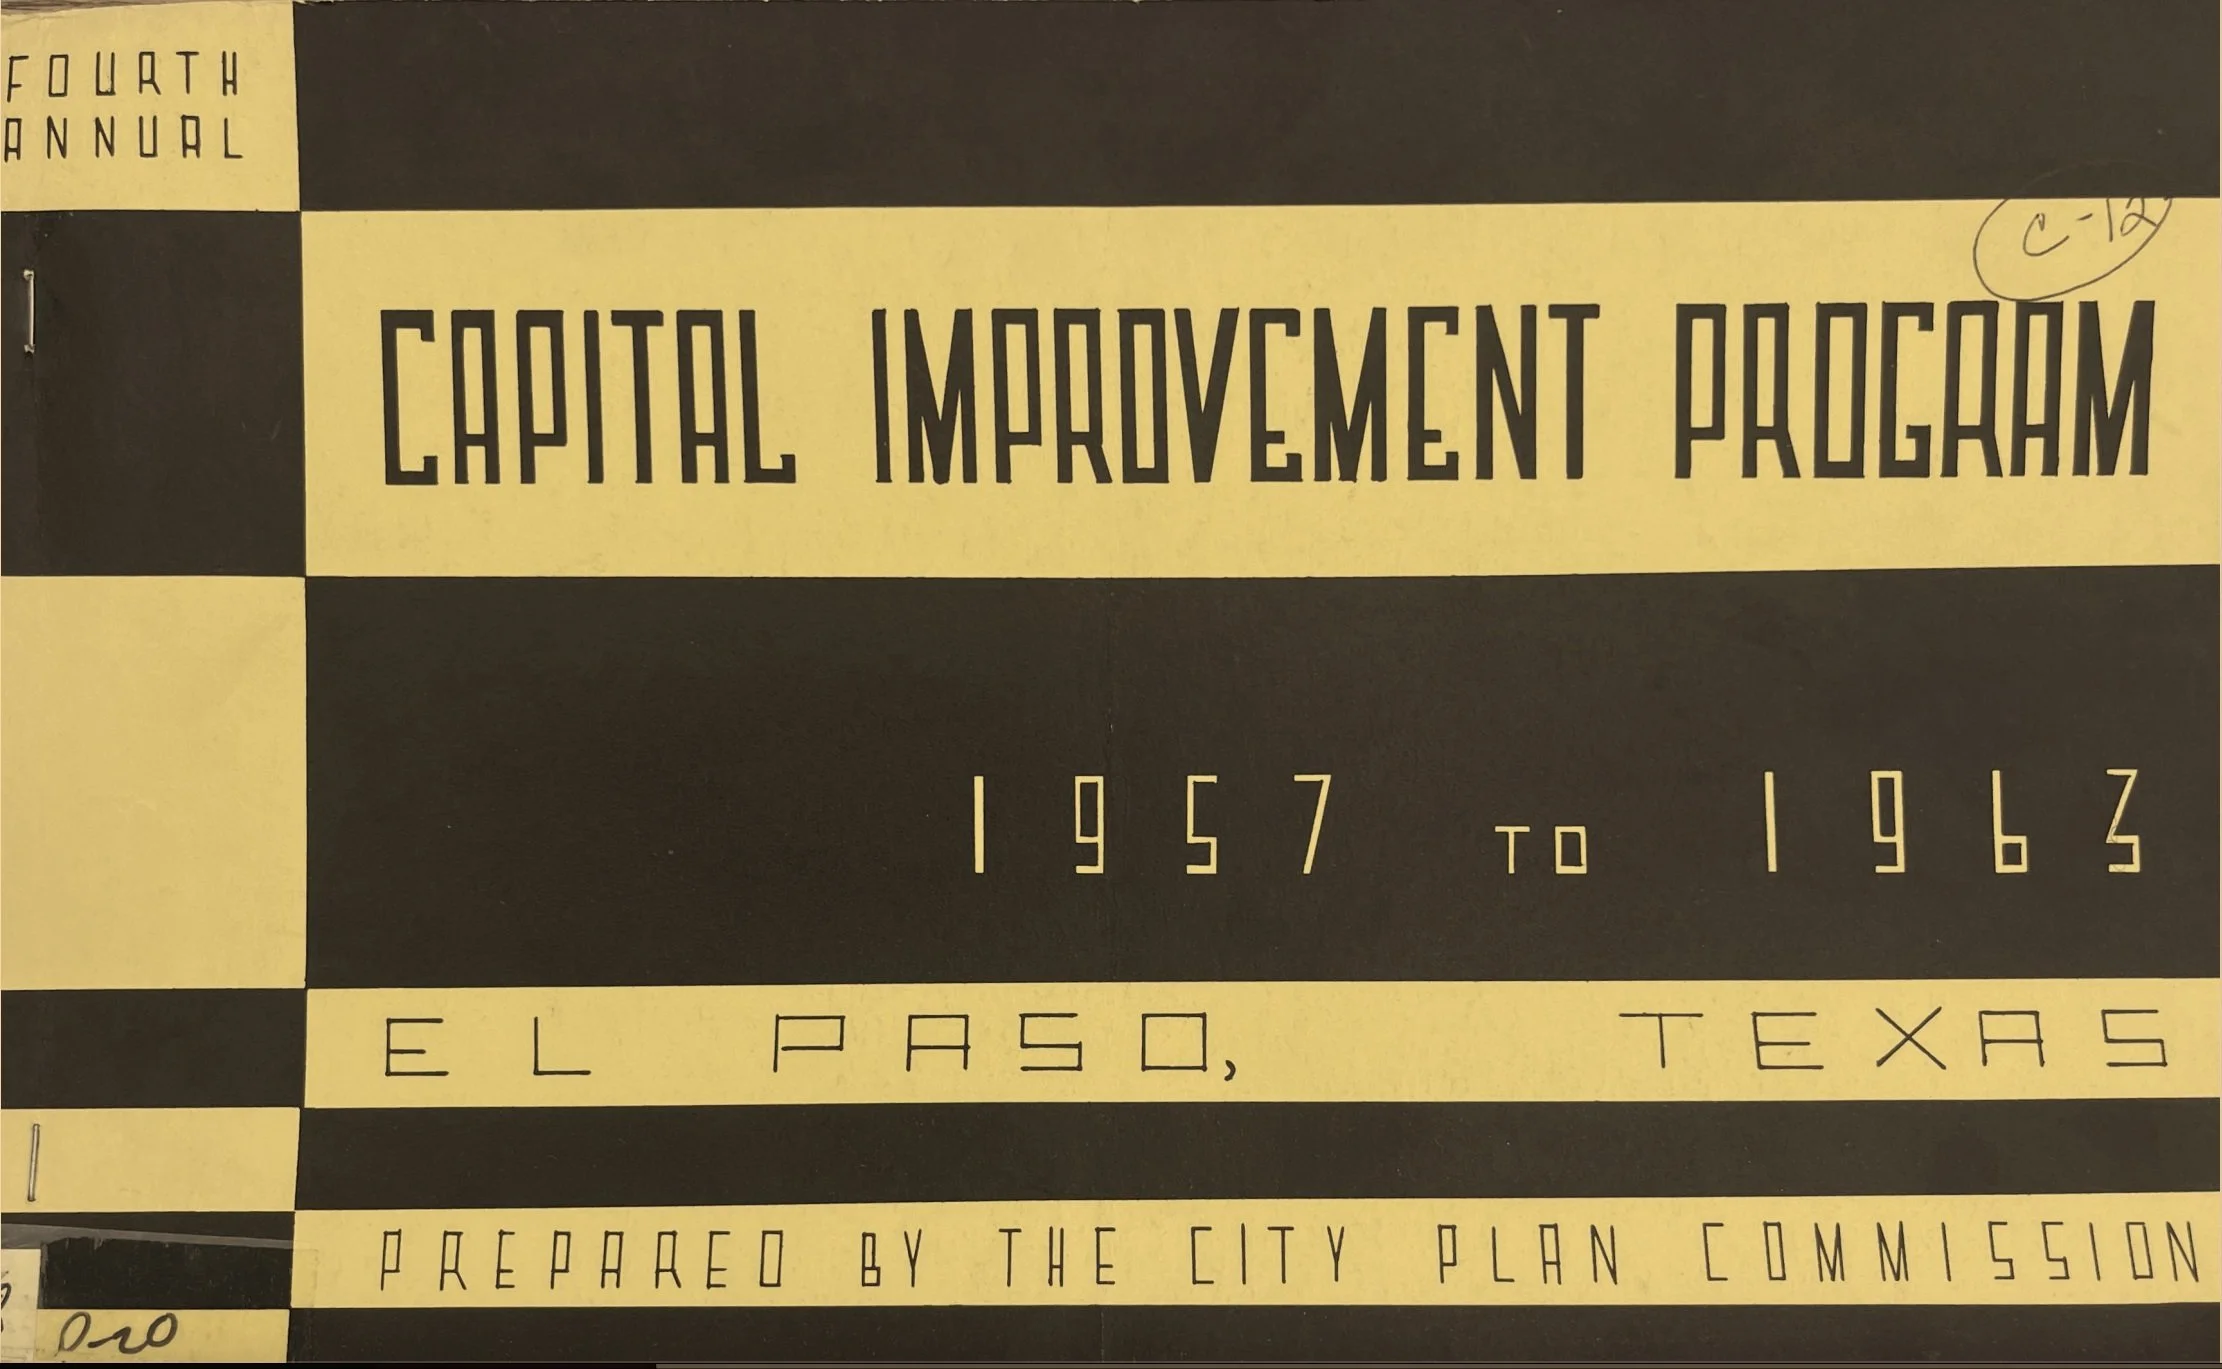 FOURTH
ANNUAL
C-12
CAPITAL IMPROVEMENT PROGRAM
1957 TO 1963
EL PASO, TEXAS
PREPARED BY THE CITY PLAN COMMISSION